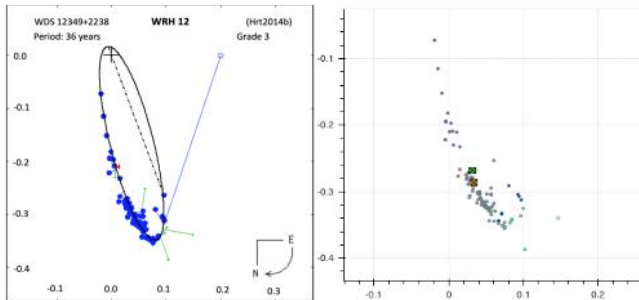 WDS 12349+2238 WRH 12 (Hrt2014b)
Period: 36 years Grade 3
0.0
-0.1
-0.2
-0.3
-0.4
E
N
-0.1 0.0 0.1 0.2 0.3
-0.1
-0.2
-0.3
-0.4
-0.1 0 0.1 0.2